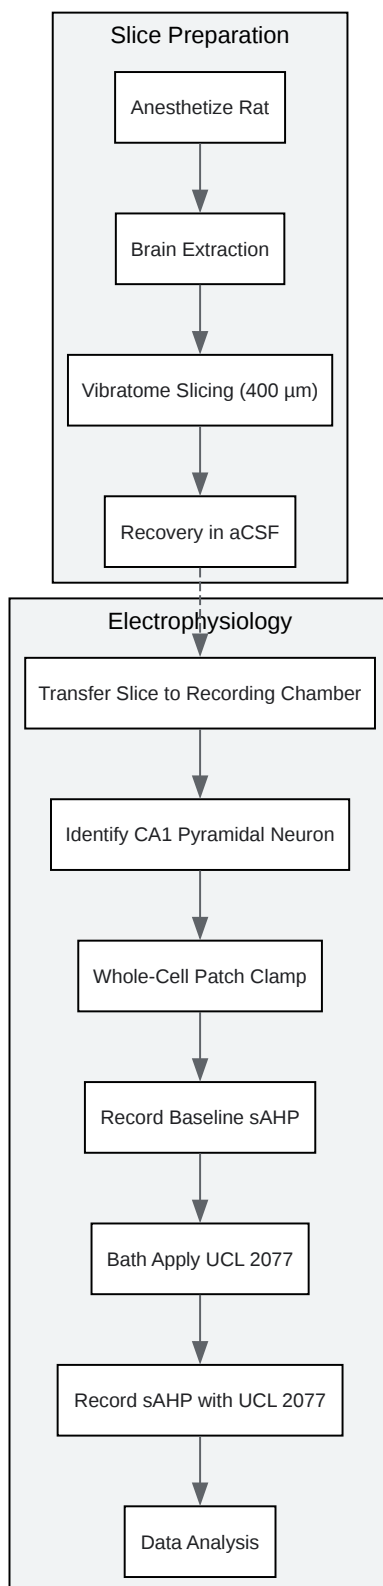 Slice Preparation
Anesthetize Rat
Brain Extraction
Vibratome Slicing (400 µm)
Recovery in aCSF
Electrophysiology
Transfer Slice to Recording Chamber
Identify CA1 Pyramidal Neuron
Whole-Cell Patch Clamp
Record Baseline sAHP
Bath Apply UCL 2077
Record sAHP with UCL 2077
Data Analysis